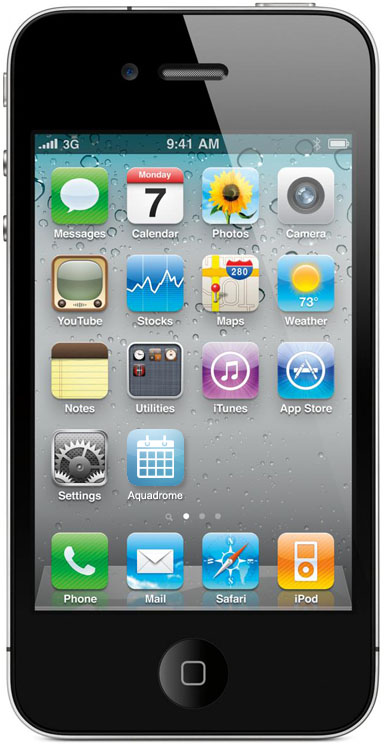 3G 9:41 AM
Monday
7
280
73°
Messages Calendar Photos Camera
YouTube Stocks Maps Weather
Notes Utilities iTunes App Store
Settings Aquadrome
Phone Mail Safari iPod